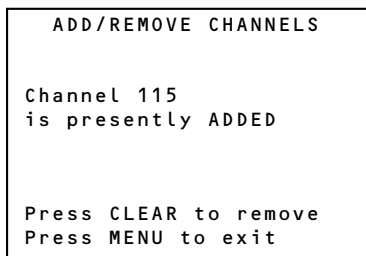 ADD/REMOVE CHANNELS
Channel 115
is presently ADDED
Press CLEAR to remove
Press MENU to exit